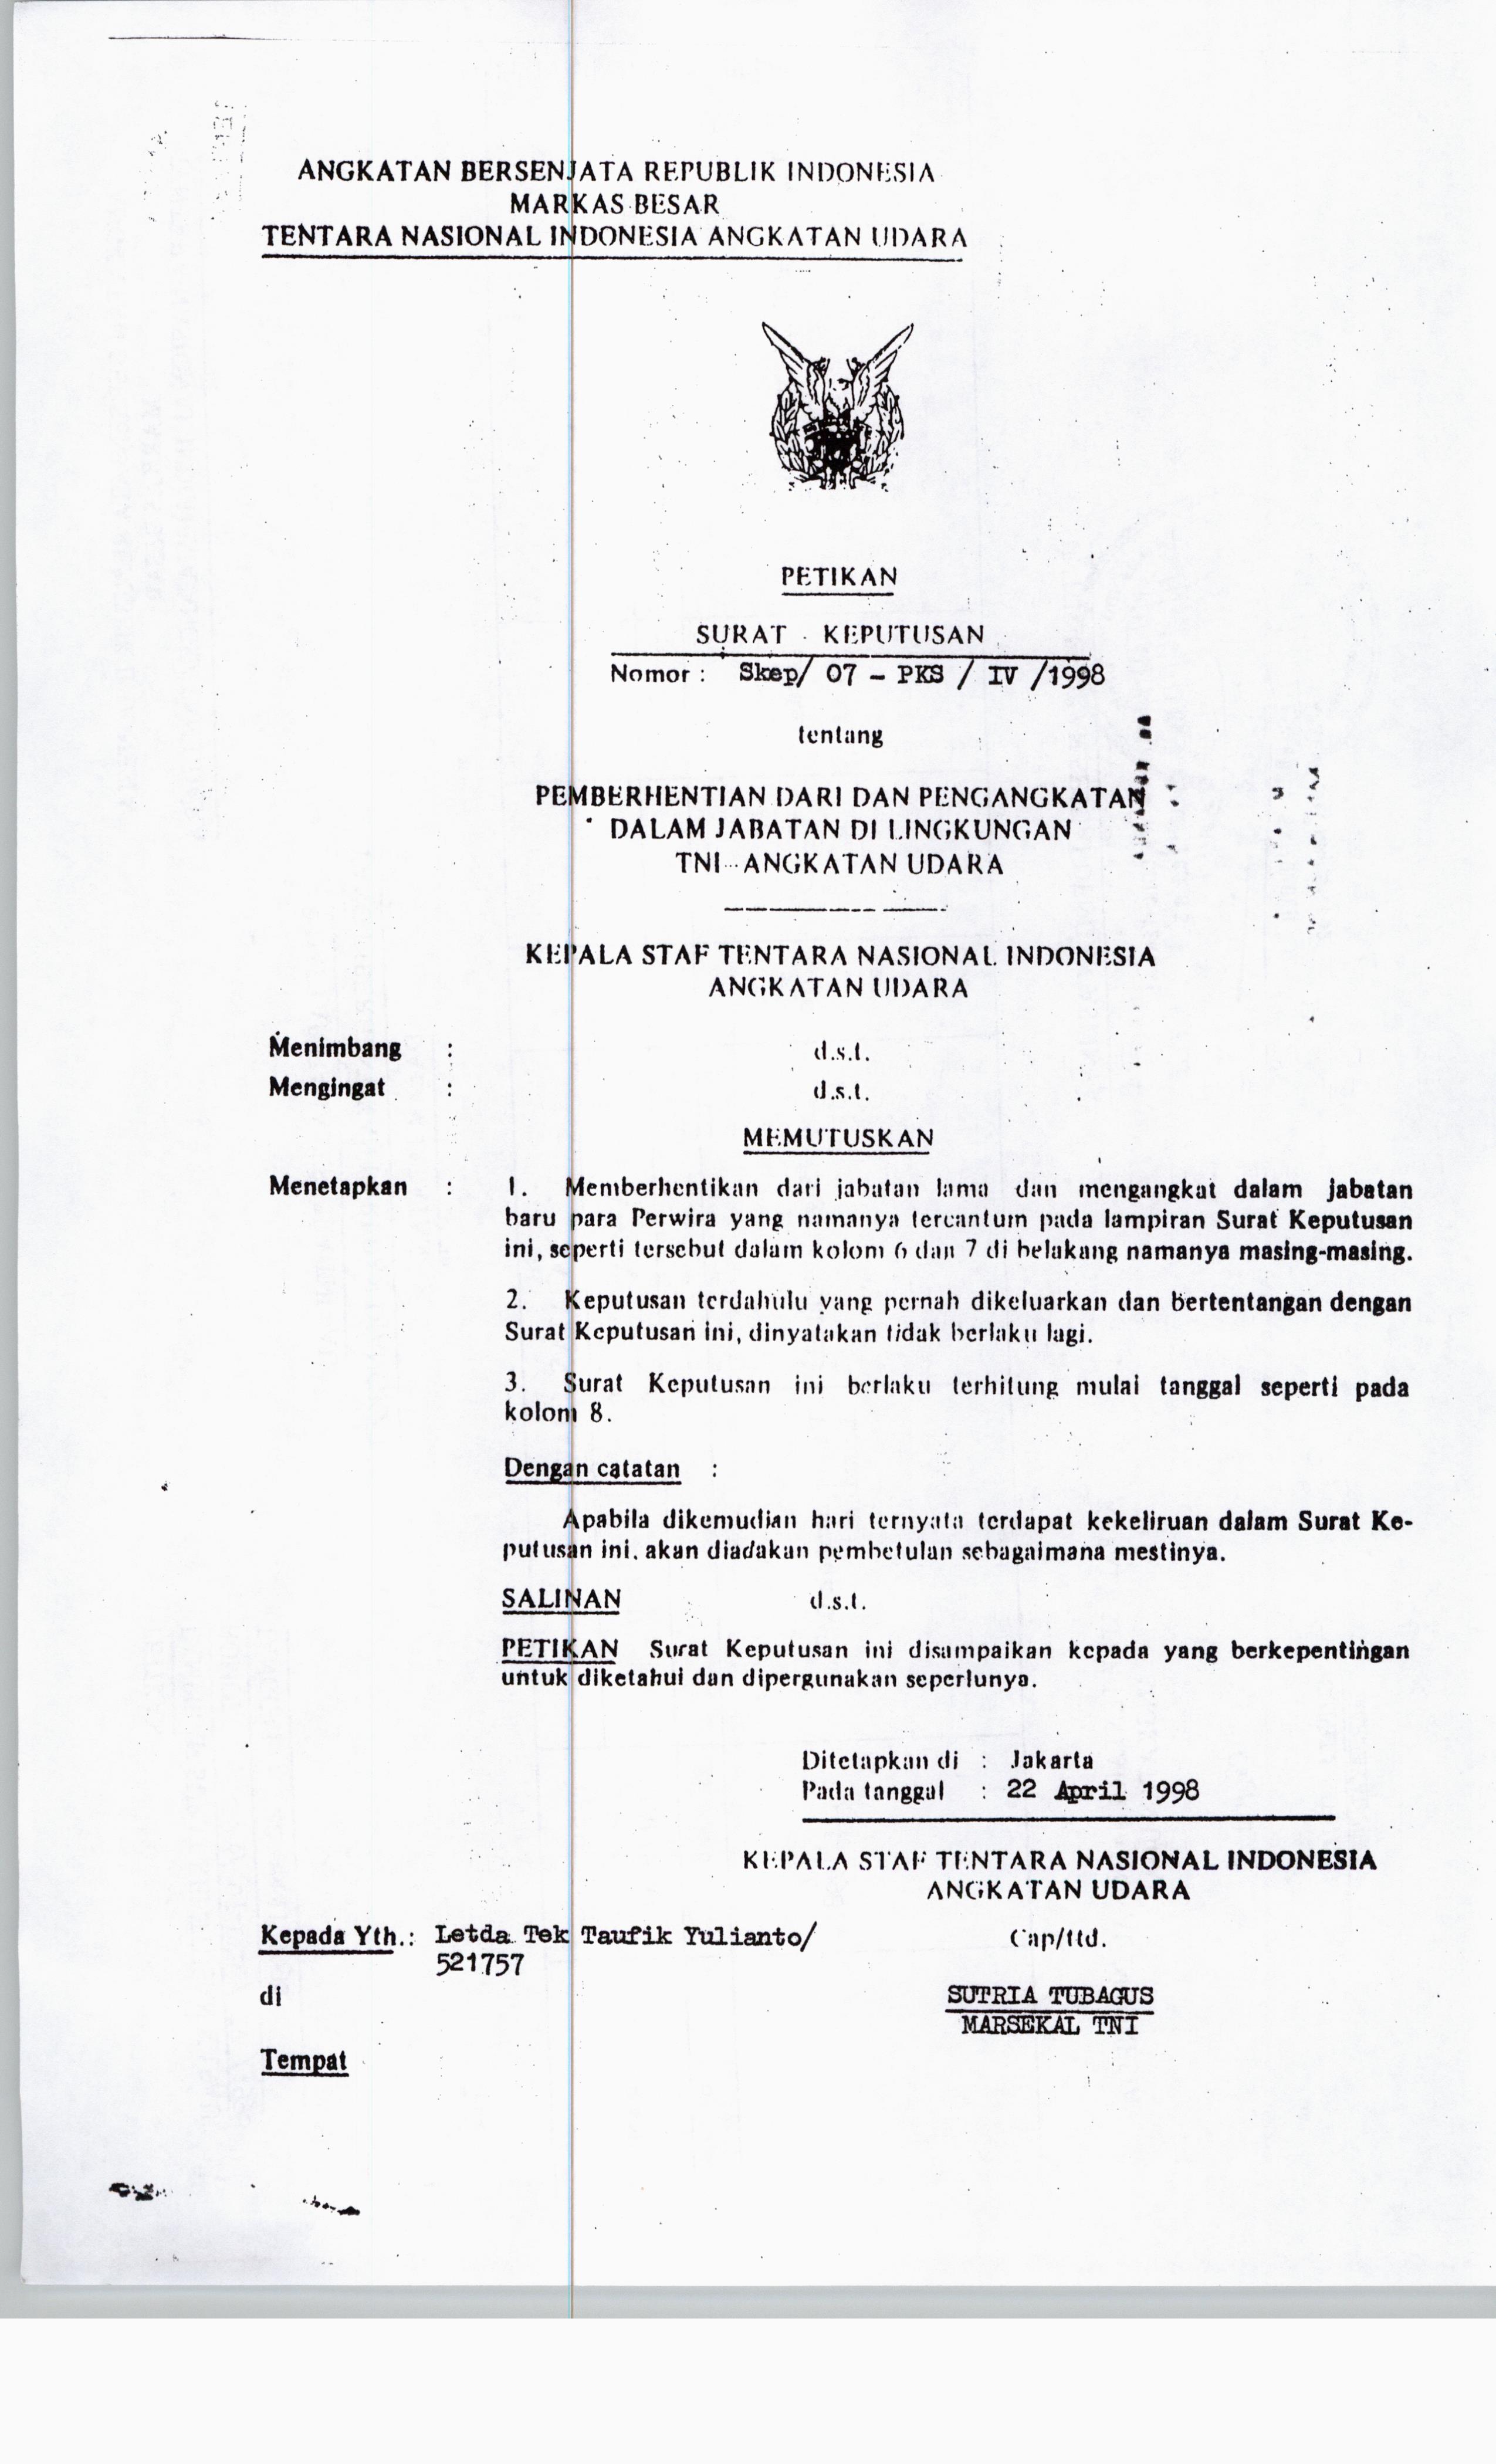 ANGKATAN BERSENJATA REPUBLIK INDONESIA
MARKAS BESAR
TENTARA NASIONAL INDONESIA ANGKATAN UDARA
PETIKAN
SURAT KEPUTUSAN
Nomor : Skep/ 07 - PKS / IV /1998
tentang
PEMBERHENTIAN DARI DAN PENGANGKATAN
DALAM JABATAN DI LINGKUNGAN
TNI - ANGKATAN UDARA
KEPALA STAF TENTARA NASIONAL INDONESIA
ANGKATAN UDARA
Menimbang : d.s.t.
Mengingat : d.s.t.
MEMUTUSKAN
Menetapkan : 1. Memberhentikan dari jabatan lama dan mengangkat dalam jabatan
baru para Perwira yang namanya tercantum pada lampiran Surat Keputusan
ini, seperti tersebut dalam kolom 6 dan 7 di belakang namanya masing-masing.
2. Keputusan terdahulu yang pernah dikeluarkan dan bertentangan dengan
Surat Keputusan ini, dinyatakan tidak berlaku lagi.
3. Surat Keputusan ini berlaku terhitung mulai tanggal seperti pada
kolom 8.
Dengan catatan :
Apabila dikemudian hari ternyata terdapat kekeliruan dalam Surat Ke-
putusan ini. akan diadakan pembetulan sebagaimana mestinya.
SALINAN d.s.t.
PETIKAN Surat Keputusan ini disampaikan kepada yang berkepentingan
untuk diketahui dan dipergunakan seperlunya.
Ditetapkan di : Jakarta
Pada tanggal : 22 April 1998
KEPALA STAF TENTARA NASIONAL INDONESIA
ANGKATAN UDARA
Kepada Yth.: Letda Tek Taufik Yulianto/ Cap/ttd.
521757
di
SUTRIA TUBAGUS
MARSEKAL TNI
Tempat